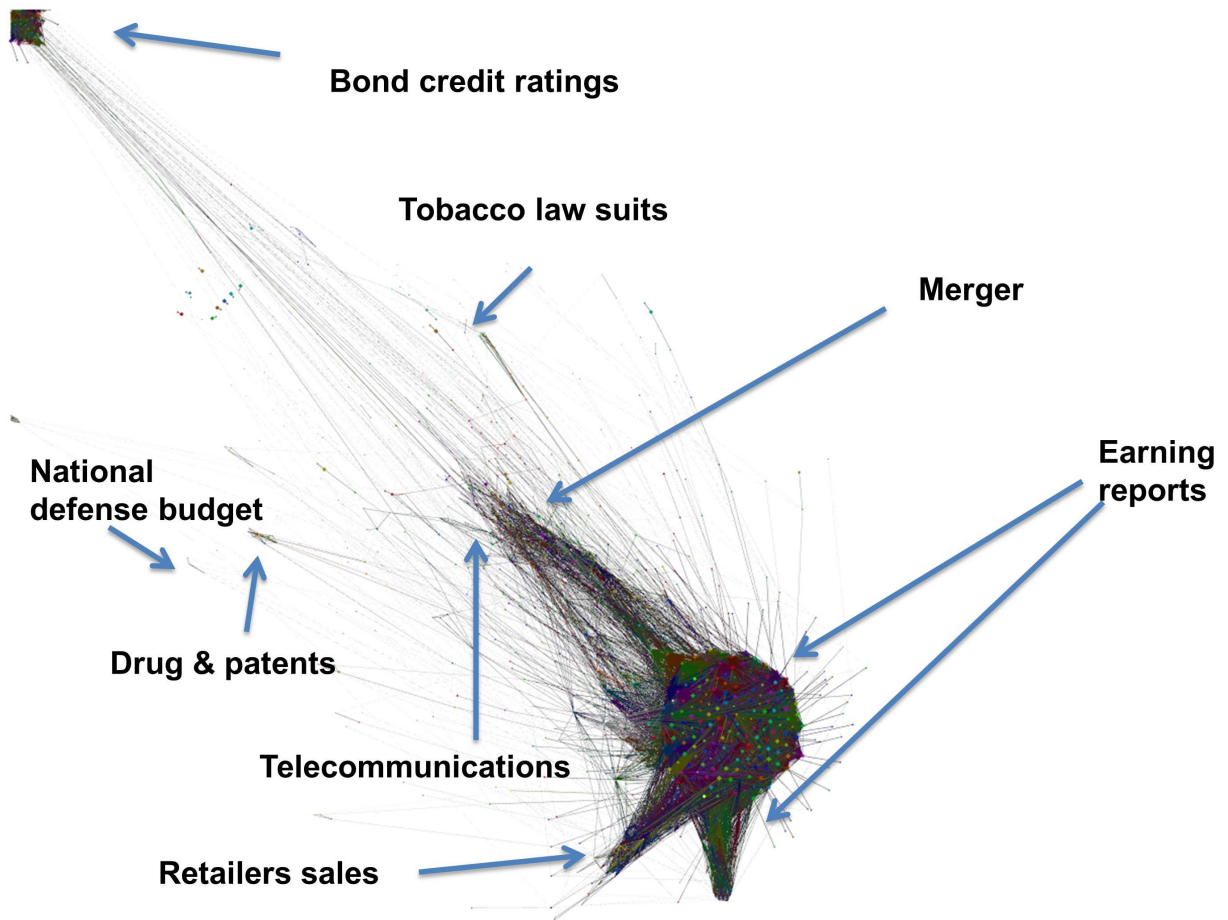 Bond credit ratings
Tobacco law suits
Merger
Earning
reports
National
defense budget
Drug & patents
Telecommunications
Retailers sales